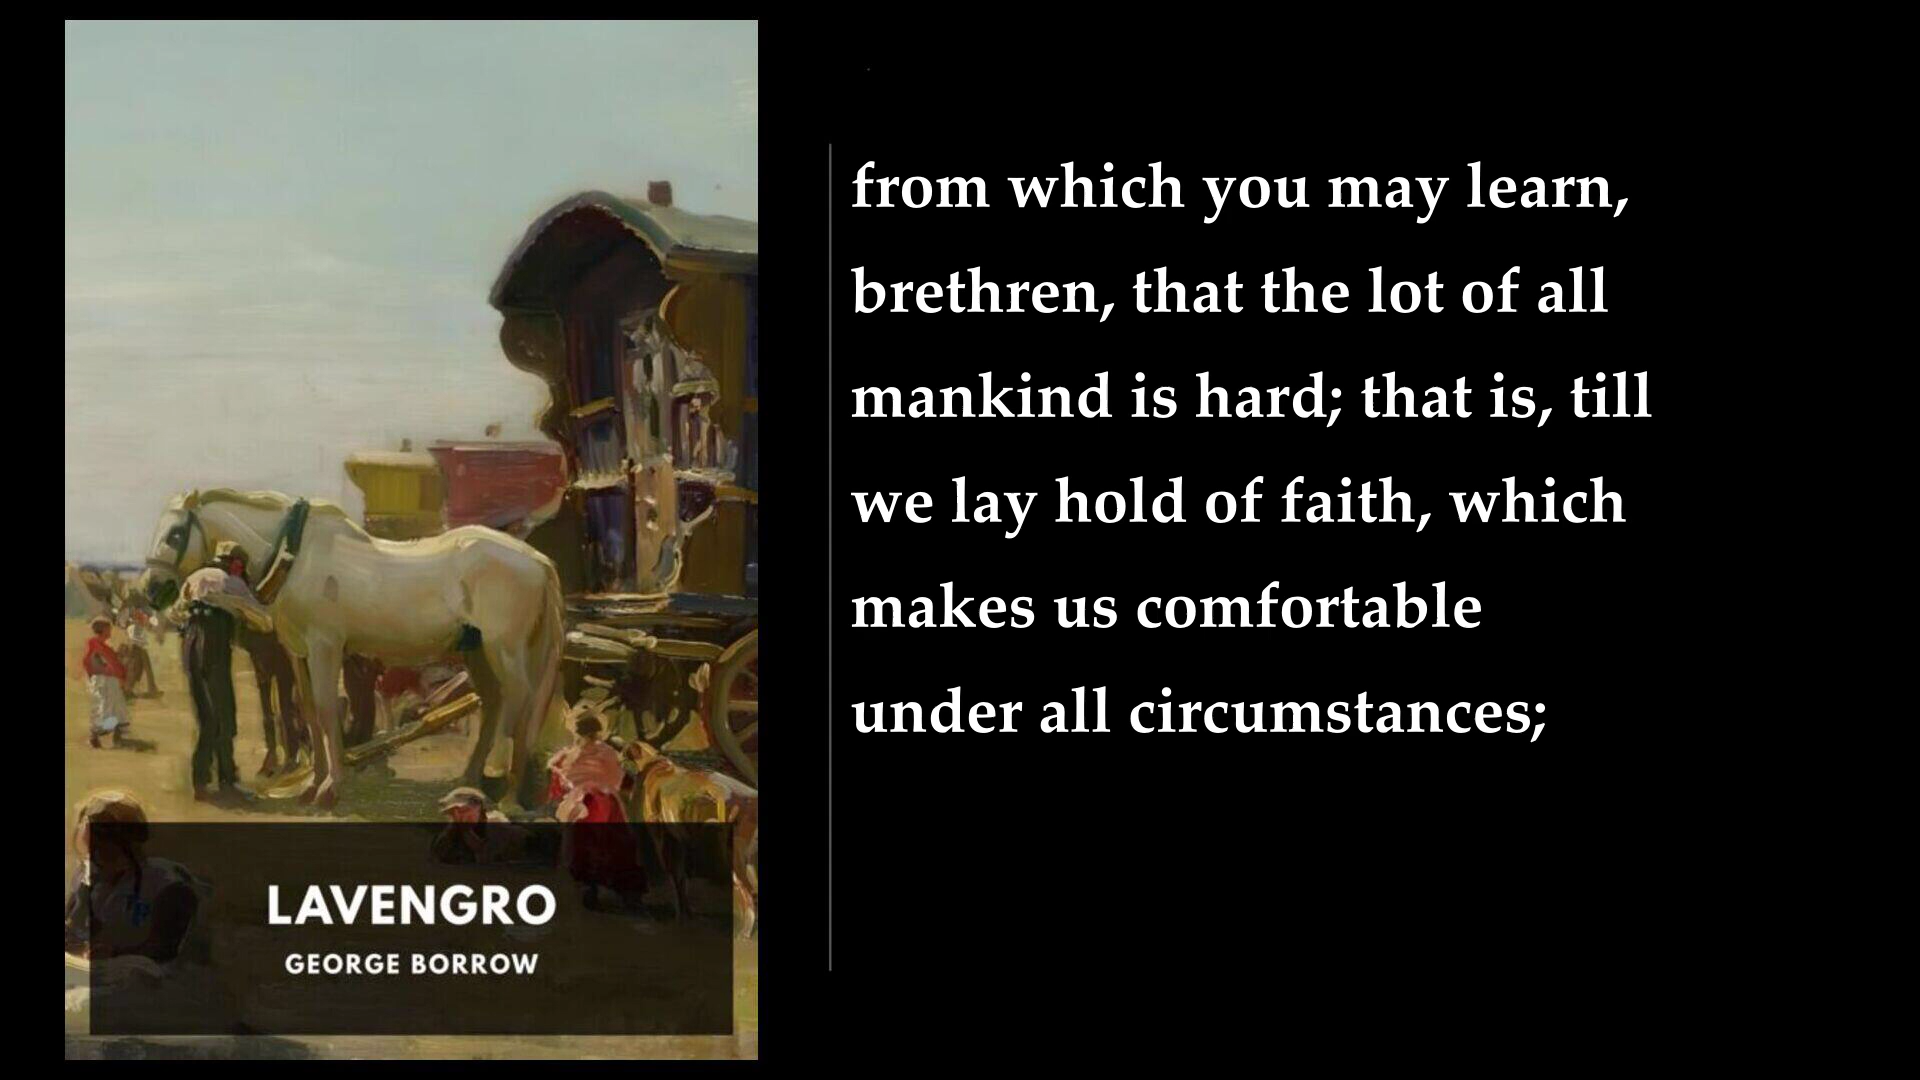 from which you may learn,
brethren, that the lot of all
mankind is hard; that is, till
we lay hold of faith, which
makes us comfortable
under all circumstances;
LAVENGRO
GEORGE BORROW